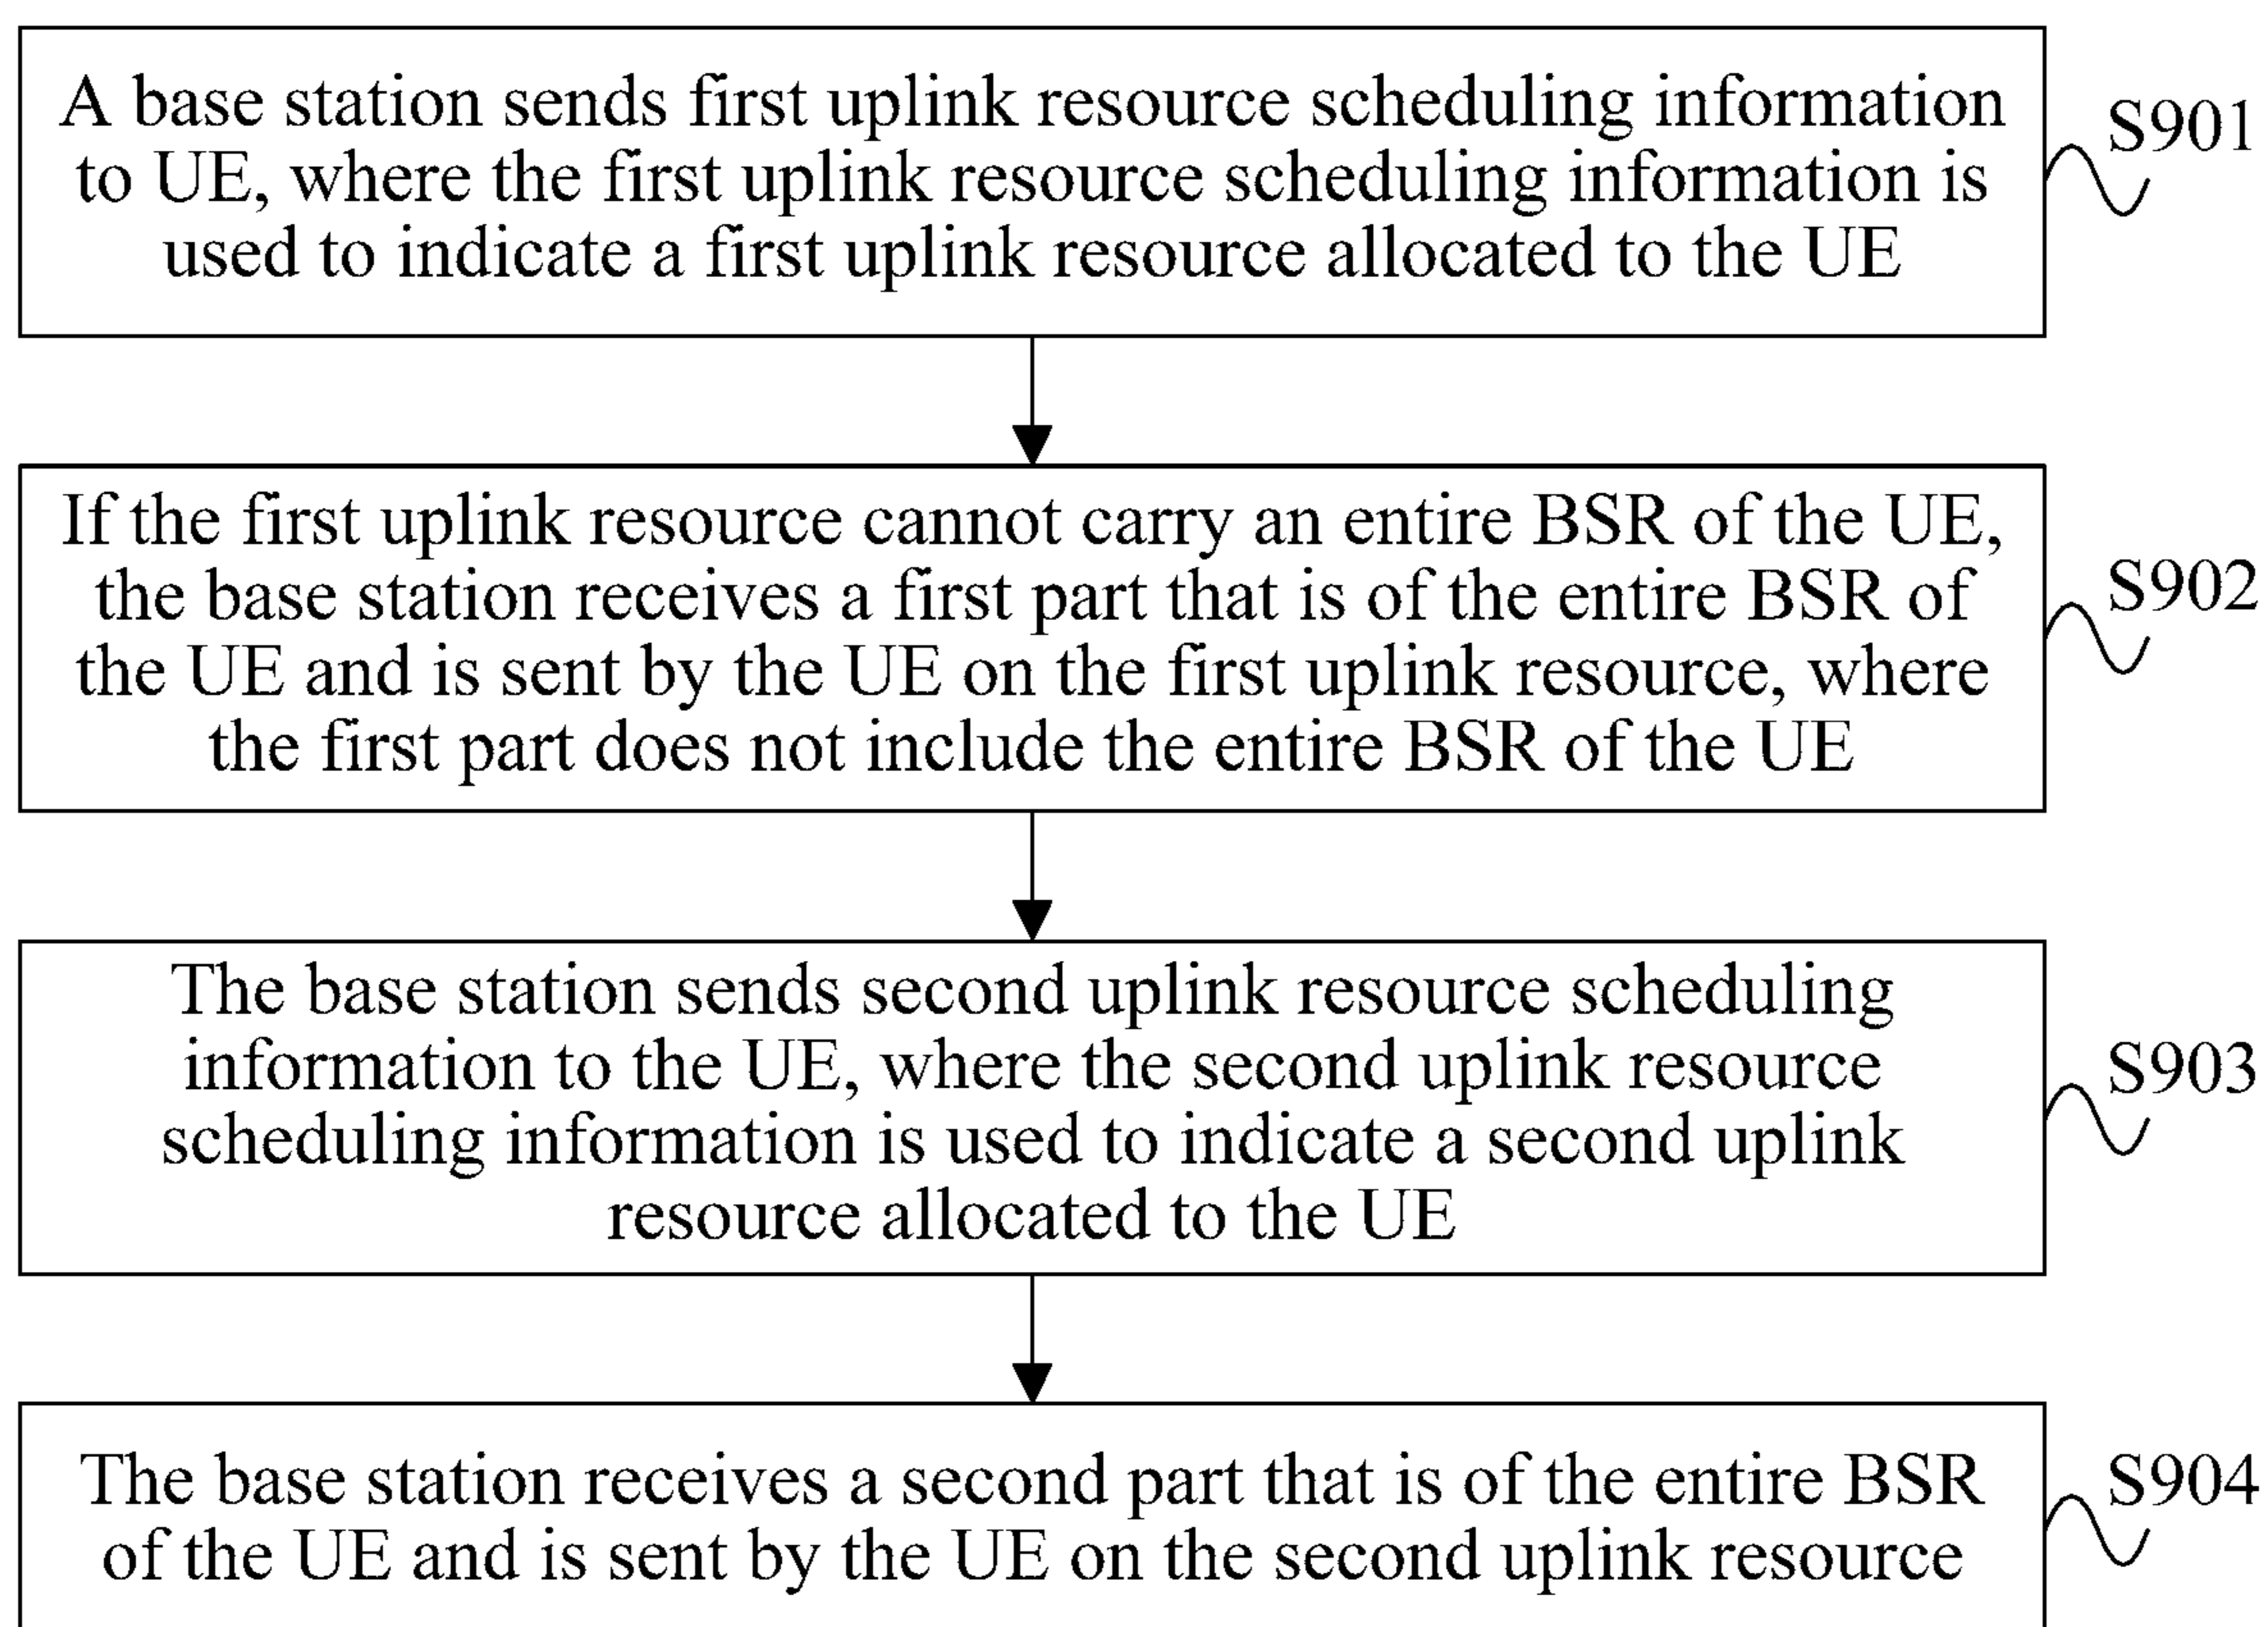 A base station sends first uplink resource scheduling information
to UE, where the first uplink resource scheduling information is
used to indicate a first uplink resource allocated to the UE
S901
If the first uplink resource cannot carry an entire BSR of the UE,
the base station receives a first part that is of the entire BSR of
the UE and is sent by the UE on the first uplink resource, where
the first part does not include the entire BSR of the UE
S902
The base station sends second uplink resource scheduling
information to the UE, where the second uplink resource
scheduling information is used to indicate a second uplink
resource allocated to the UE
S903
The base station receives a second part that is of the entire BSR
of the UE and is sent by the UE on the second uplink resource
S904